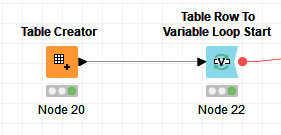 Table Creator
Table Row To
Variable Loop Start
V
Node 20
Node 22